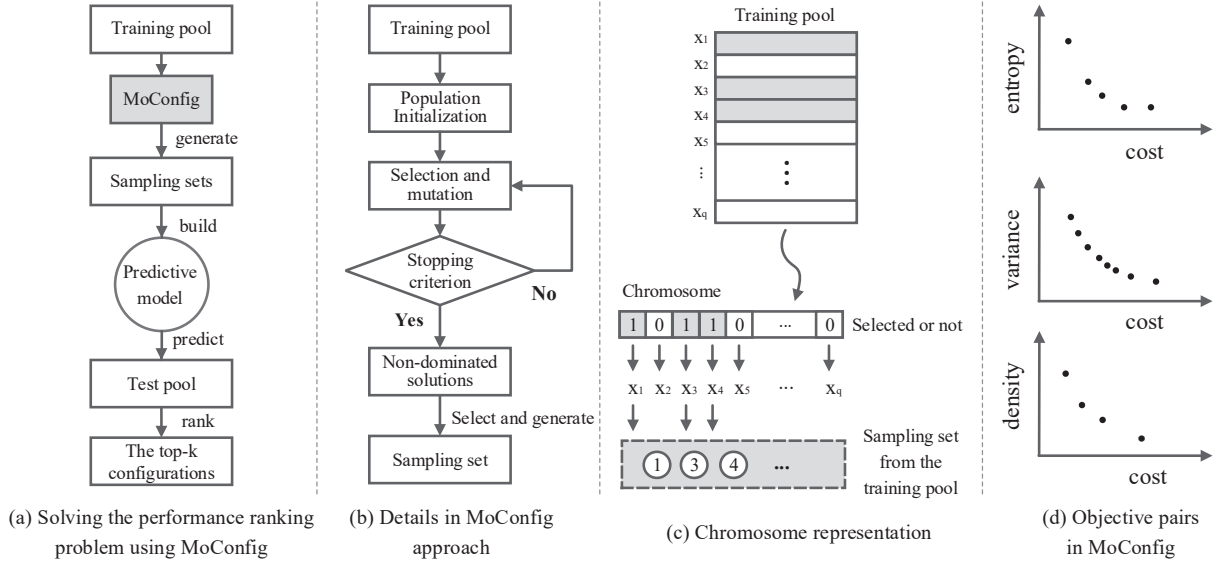 Training pool
MoConfig
generate
Sampling sets
build
Predictive
model
predict
Test pool
rank
The top-k
configurations
(a) Solving the performance ranking
problem using MoConfig
Training pool
Population
Initialization
Selection and
mutation
Stopping
criterion
No
Yes
Non-dominated
solutions
Select and generate
Sampling set
(b) Details in MoConfig
approach
Training pool
x1
x2
x3
x4
x5
⋮
⋮
xq
Chromosome
1 0 1 1 0 ... 0 Selected or not
x1 x2 x3 x4 x5 ... xq
1 3 4 ...
Sampling set
from the
training pool
(c) Chromosome representation
entropy
cost
variance
cost
density
cost
(d) Objective pairs
in MoConfig